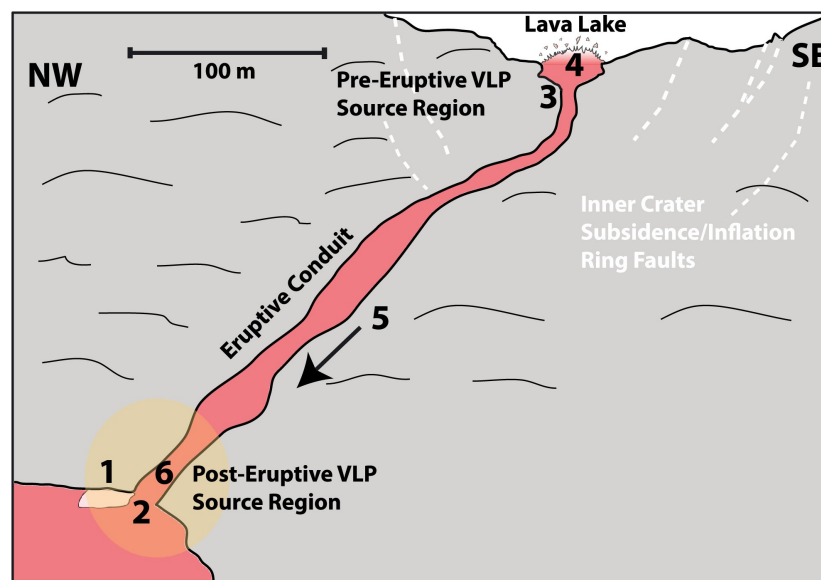 Lava Lake
NW
100 m
Pre-Eruptive VLP
Source Region
4
SE
3
Inner Crater
Subsidence/Inflation
Ring Faults
Eruptive Conduit
5
1
6
Post-Eruptive VLP
Source Region
2